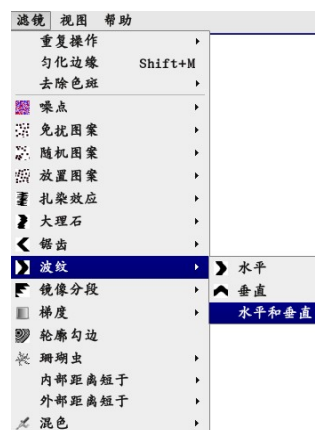 滤镜 视图 帮助
重复操作
匀化边缘 Shift+M
去除色斑
噪点
免扰图案
随机图案
放置图案
扎染效应
大理石
锯齿
波纹
水平
垂直
水平和垂直
镜像分段
梯度
轮廓勾边
珊瑚虫
内部距离短于
外部距离短于
混色